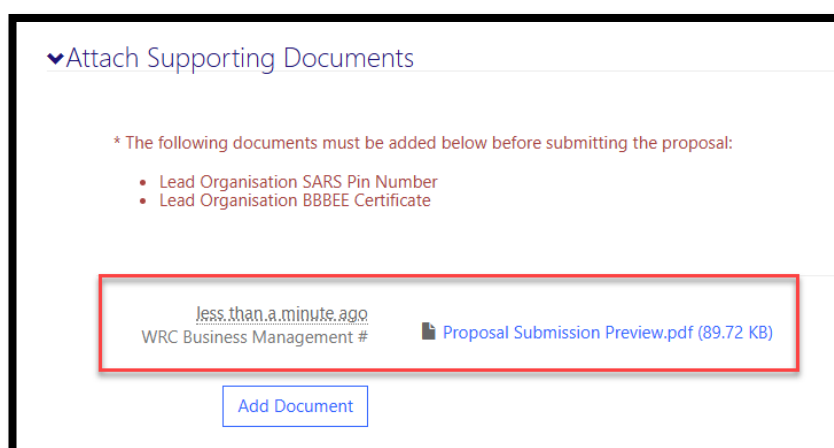 Attach Supporting Documents
* The following documents must be added below before submitting the proposal:
• Lead Organisation SARS Pin Number
• Lead Organisation BBBEE Certificate
less than a minute ago
WRC Business Management #
Proposal Submission Preview.pdf (89.72 KB)
Add Document